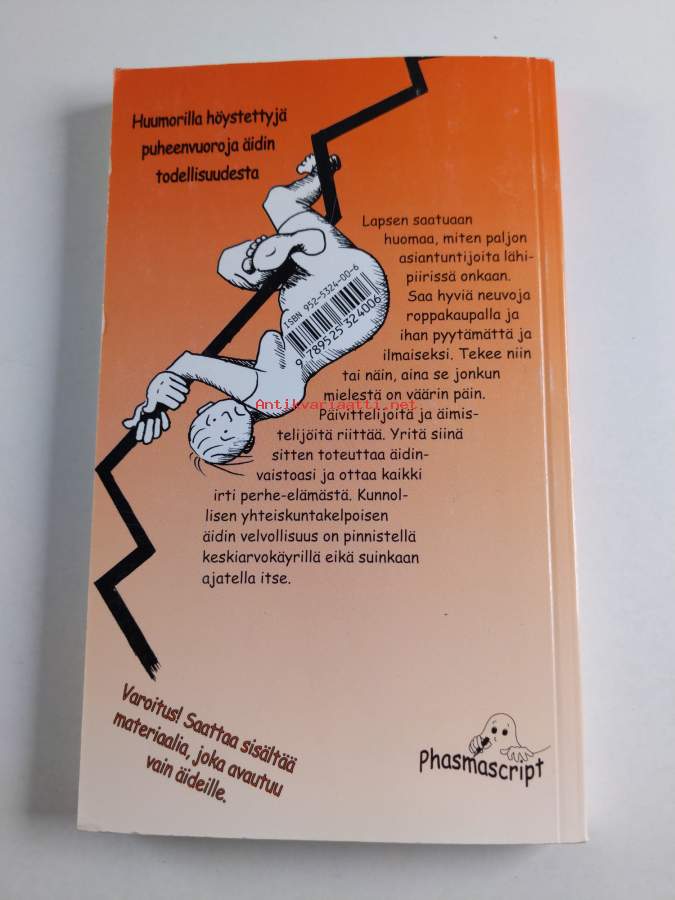 Huumorilla höystettyjä
puheenvuoroja äidin
todellisuudesta
Lapsen saatuaan
huomaa, miten paljon
asiantuntijoita lähi-
piirissä onkaan.
Saa hyviä neuvoja
roppakaupalla ja
ihan pyytämättä ja
ilmaiseksi. Tekee niin
tai näin, aina se jonkun
mielestä on väärin päin.
Päivittelijoitä ja äimis-
telijöitä riittää. Yritä siinä
sitten toteuttaa äidin-
vaistoasi ja ottaa kaikki
irti perhe-elämästä. Kunnol-
lisen yhteiskuntakelpoisen
äidin velvollisuus on pinnistellä
keskiarvokäyrillä eikä suinkaan
ajatella itse.
ISBN 952-5324-00-6
9 789525 324006
Antikvariaatti.net
Varoitus! Saattaa sisältää
materiaalia, joka avautuu
vain äideille.
Phasmascript